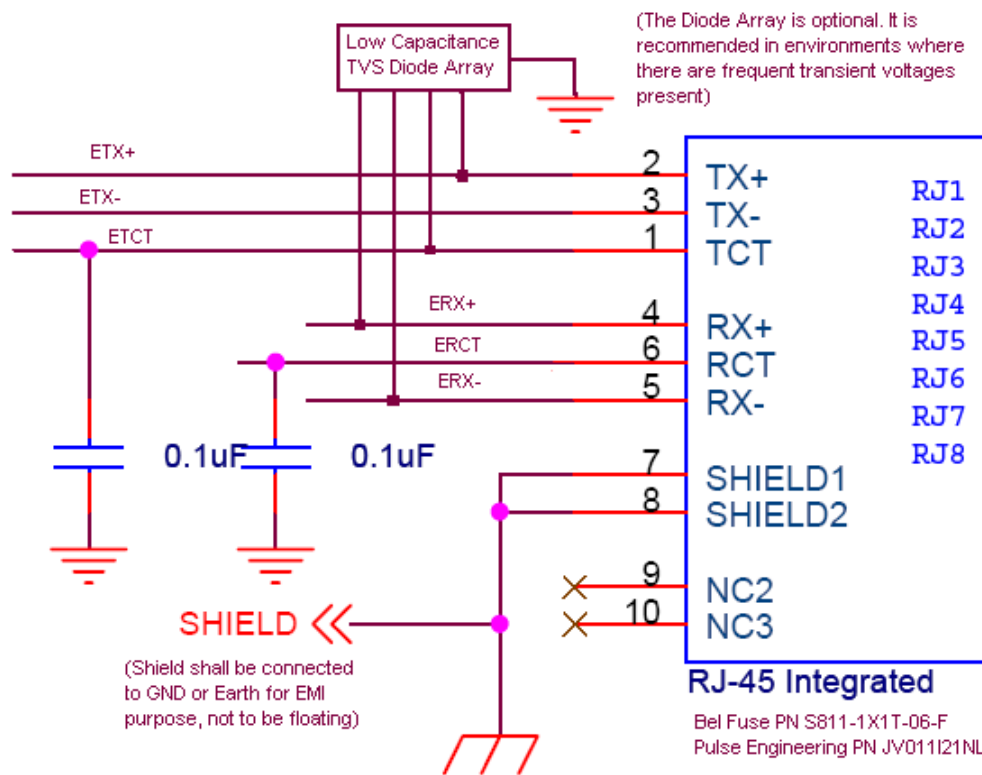 Low Capacitance
TVS Diode Array
(The Diode Array is optional. It is
recommended in environments where
there are frequent transient voltages
present)
ETX+
2
TX+
RJ1
ETX-
3
TX-
RJ2
ETCT
1
TCT
RJ3
ERX+
4
RX+
RJ4
ERCT
6
RCT
RJ5
ERX-
5
RX-
RJ6
RJ7
RJ8
0.1uF
0.1uF
7
SHIELD1
8
SHIELD2
9
NC2
10
NC3
SHIELD
(Shield shall be connected
to GND or Earth for EMI
purpose, not to be floating)
RJ-45 Integrated
Bel Fuse PN S811-1X1T-06-F
Pulse Engineering PN JV011I21NL